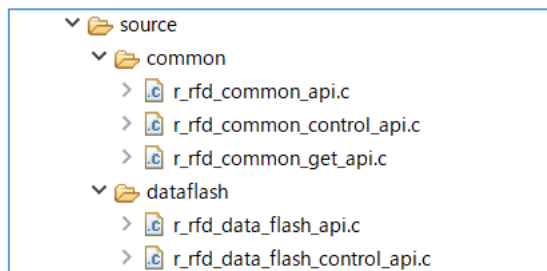 source
common
r_rfd_common_api.c
r_rfd_common_control_api.c
r_rfd_common_get_api.c
dataflash
r_rfd_data_flash_api.c
r_rfd_data_flash_control_api.c